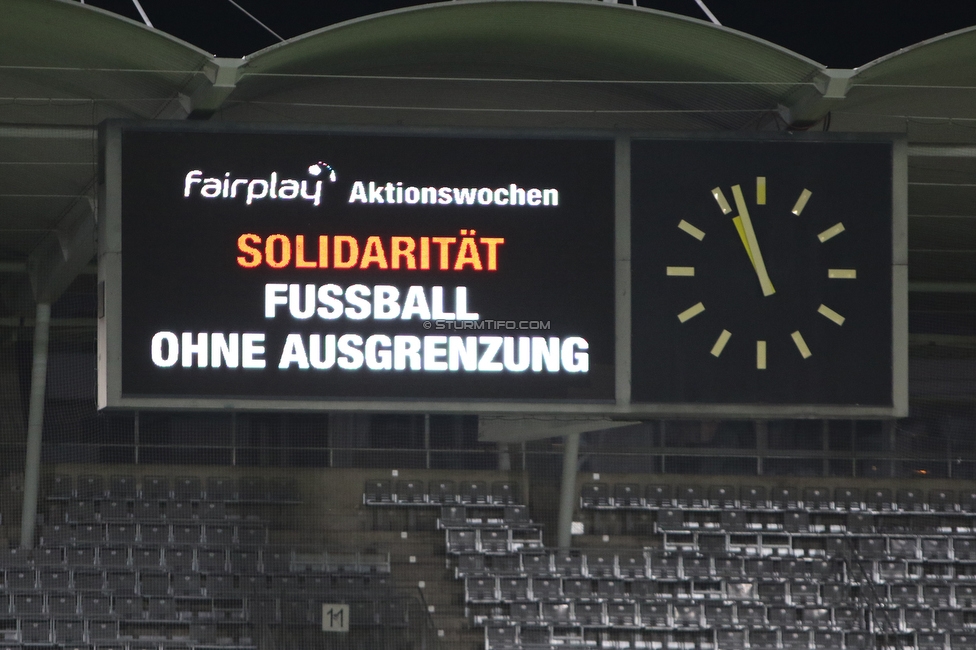 fairplay Aktionswochen
SOLIDARITÄT
FUSSBALL
OHNE AUSGRENZUNG
© STURMTIFO.COM
11